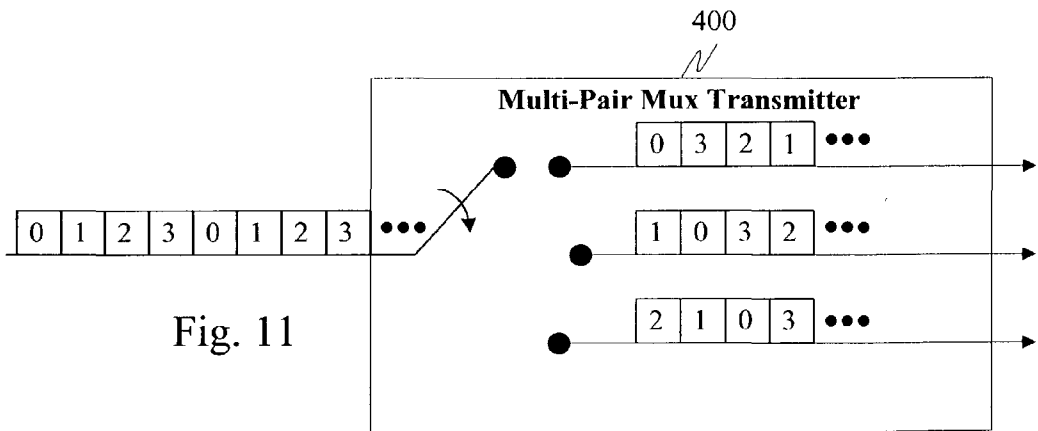 400
Multi-Pair Mux Transmitter
0 3 2 1 •••
0 1 2 3 0 1 2 3 •••
1 0 3 2 •••
2 1 0 3 •••
Fig. 11